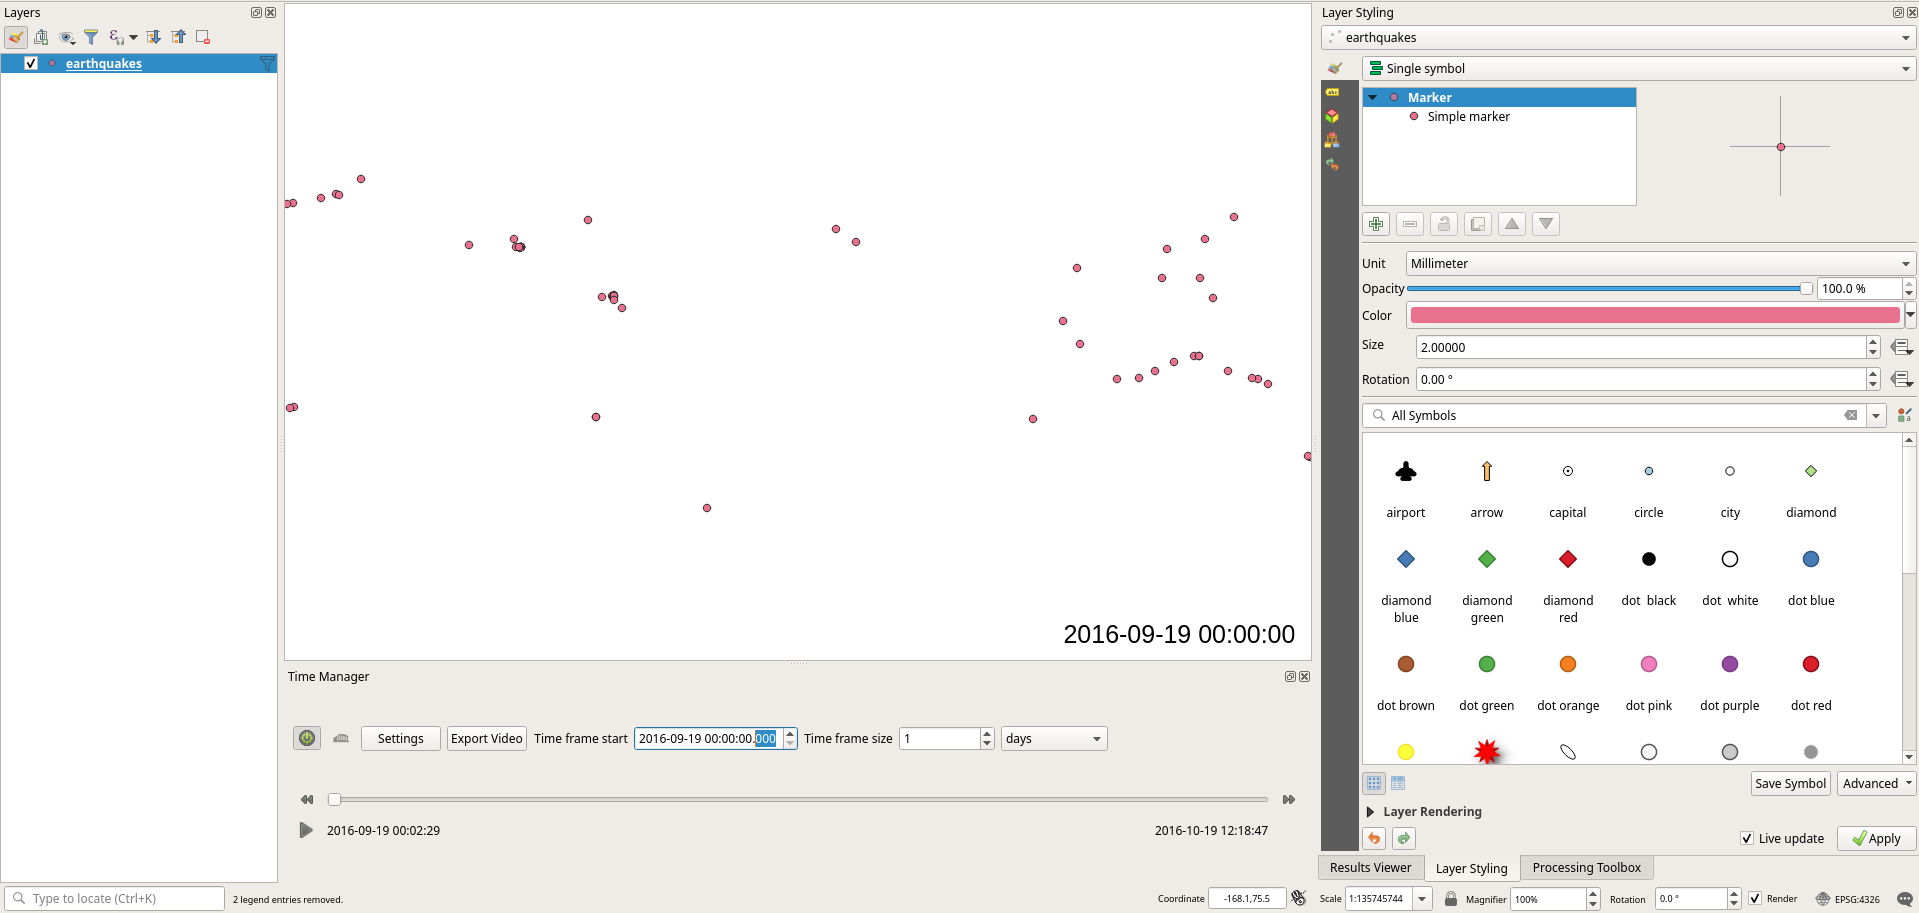 Layers
earthquakes
2016-09-19 00:00:00
Time Manager
Settings
Export Video
Time frame start
2016-09-19 00:00:00.000
Time frame size
1
days
2016-09-19 00:02:29
2016-10-19 12:18:47
Layer Styling
earthquakes
abc
Single symbol
Marker
Simple marker
Unit
Millimeter
Opacity
100.0 %
Color
Size
2.00000
Rotation
0.00 °
All Symbols
airport
arrow
capital
circle
city
diamond
diamond
blue
diamond
green
diamond
red
dot  black
dot  white
dot blue
dot brown
dot green
dot orange
dot pink
dot purple
dot red
Save Symbol
Advanced
Layer Rendering
Live update
Apply
Results Viewer
Layer Styling
Processing Toolbox
Type to locate (Ctrl+K)
2 legend entries removed.
Coordinate
-168.1,75.5
Scale
1:135745744
Magnifier
100%
Rotation
0.0 °
Render
EPSG:4326